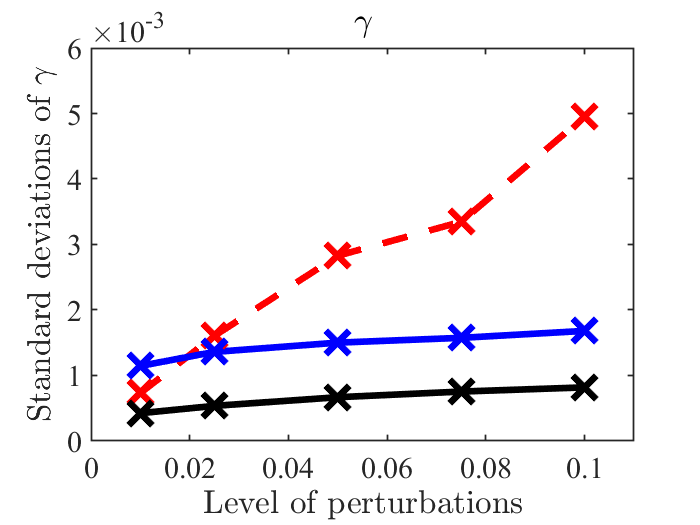 ×10⁻³
γ
Standard deviations of γ
6
5
4
3
2
1
0
0 0.02 0.04 0.06 0.08 0.1
Level of perturbations